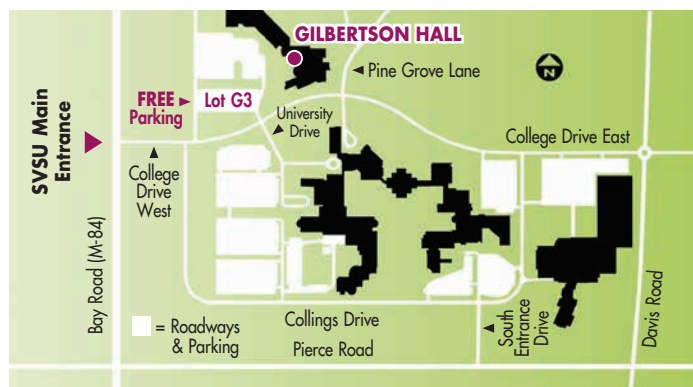 GILBERTSON HALL
Pine Grove Lane
N
FREE
Parking
Lot G3
University
Drive
SVSU Main
Entrance
College Drive East
College
Drive
West
Bay Road (M-84)
= Roadways
& Parking
Collings Drive
Pierce Road
South
Entrance
Drive
Davis Road